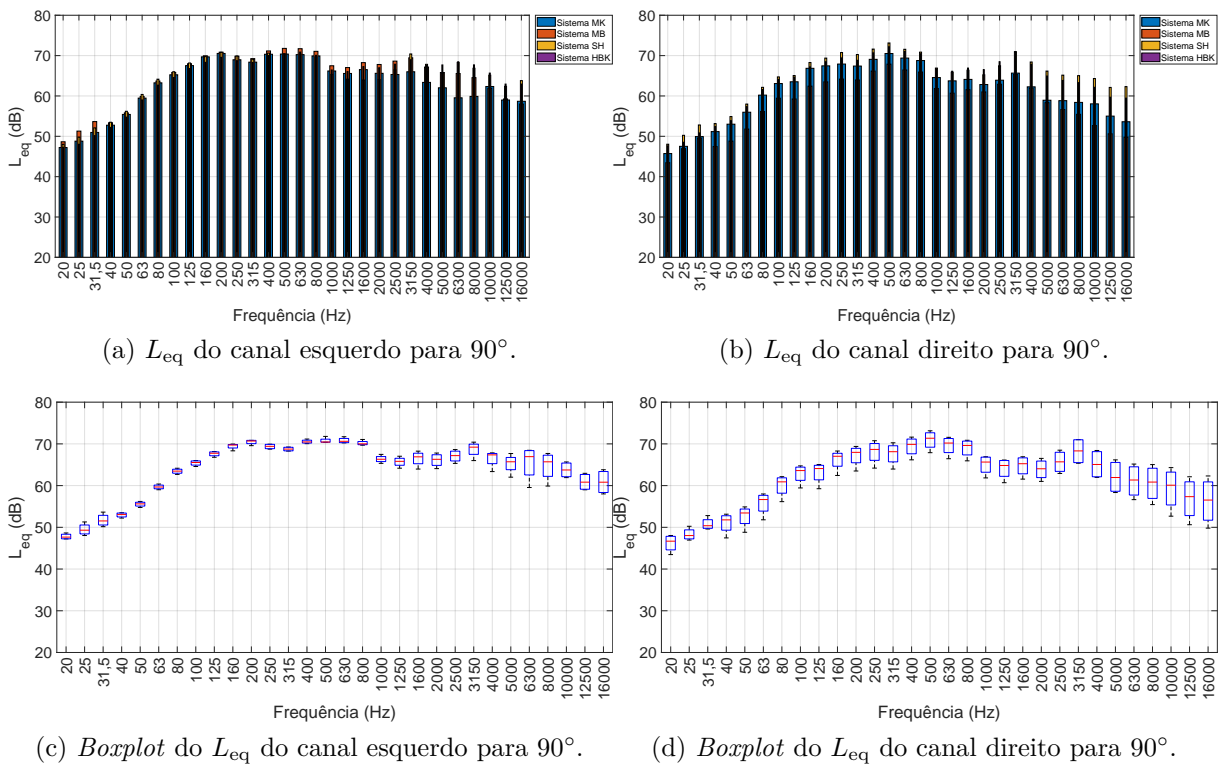 80
70
60
50
40
30
20
L_eq (dB)
20 25 31,5 40 50 63 80 100 125 160 200 250 315 400 500 630 800 1000 1250 1600 2000 2500 3150 4000 5000 6300 8000 10000 12500 16000
Frequência (Hz)
Sistema MK
Sistema MB
Sistema SH
Sistema HBK
(a) L_eq do canal esquerdo para 90°.
80
70
60
50
40
30
20
L_eq (dB)
20 25 31,5 40 50 63 80 100 125 160 200 250 315 400 500 630 800 1000 1250 1600 2000 2500 3150 4000 5000 6300 8000 10000 12500 16000
Frequência (Hz)
Sistema MK
Sistema MB
Sistema SH
Sistema HBK
(b) L_eq do canal direito para 90°.
80
70
60
50
40
30
20
L_eq (dB)
20 25 31,5 40 50 63 80 100 125 160 200 250 315 400 500 630 800 1000 1250 1600 2000 2500 3150 4000 5000 6300 8000 10000 12500 16000
Frequência (Hz)
(c) Boxplot do L_eq do canal esquerdo para 90°.
80
70
60
50
40
30
20
L_eq (dB)
20 25 31,5 40 50 63 80 100 125 160 200 250 315 400 500 630 800 1000 1250 1600 2000 2500 3150 4000 5000 6300 8000 10000 12500 16000
Frequência (Hz)
(d) Boxplot do L_eq do canal direito para 90°.